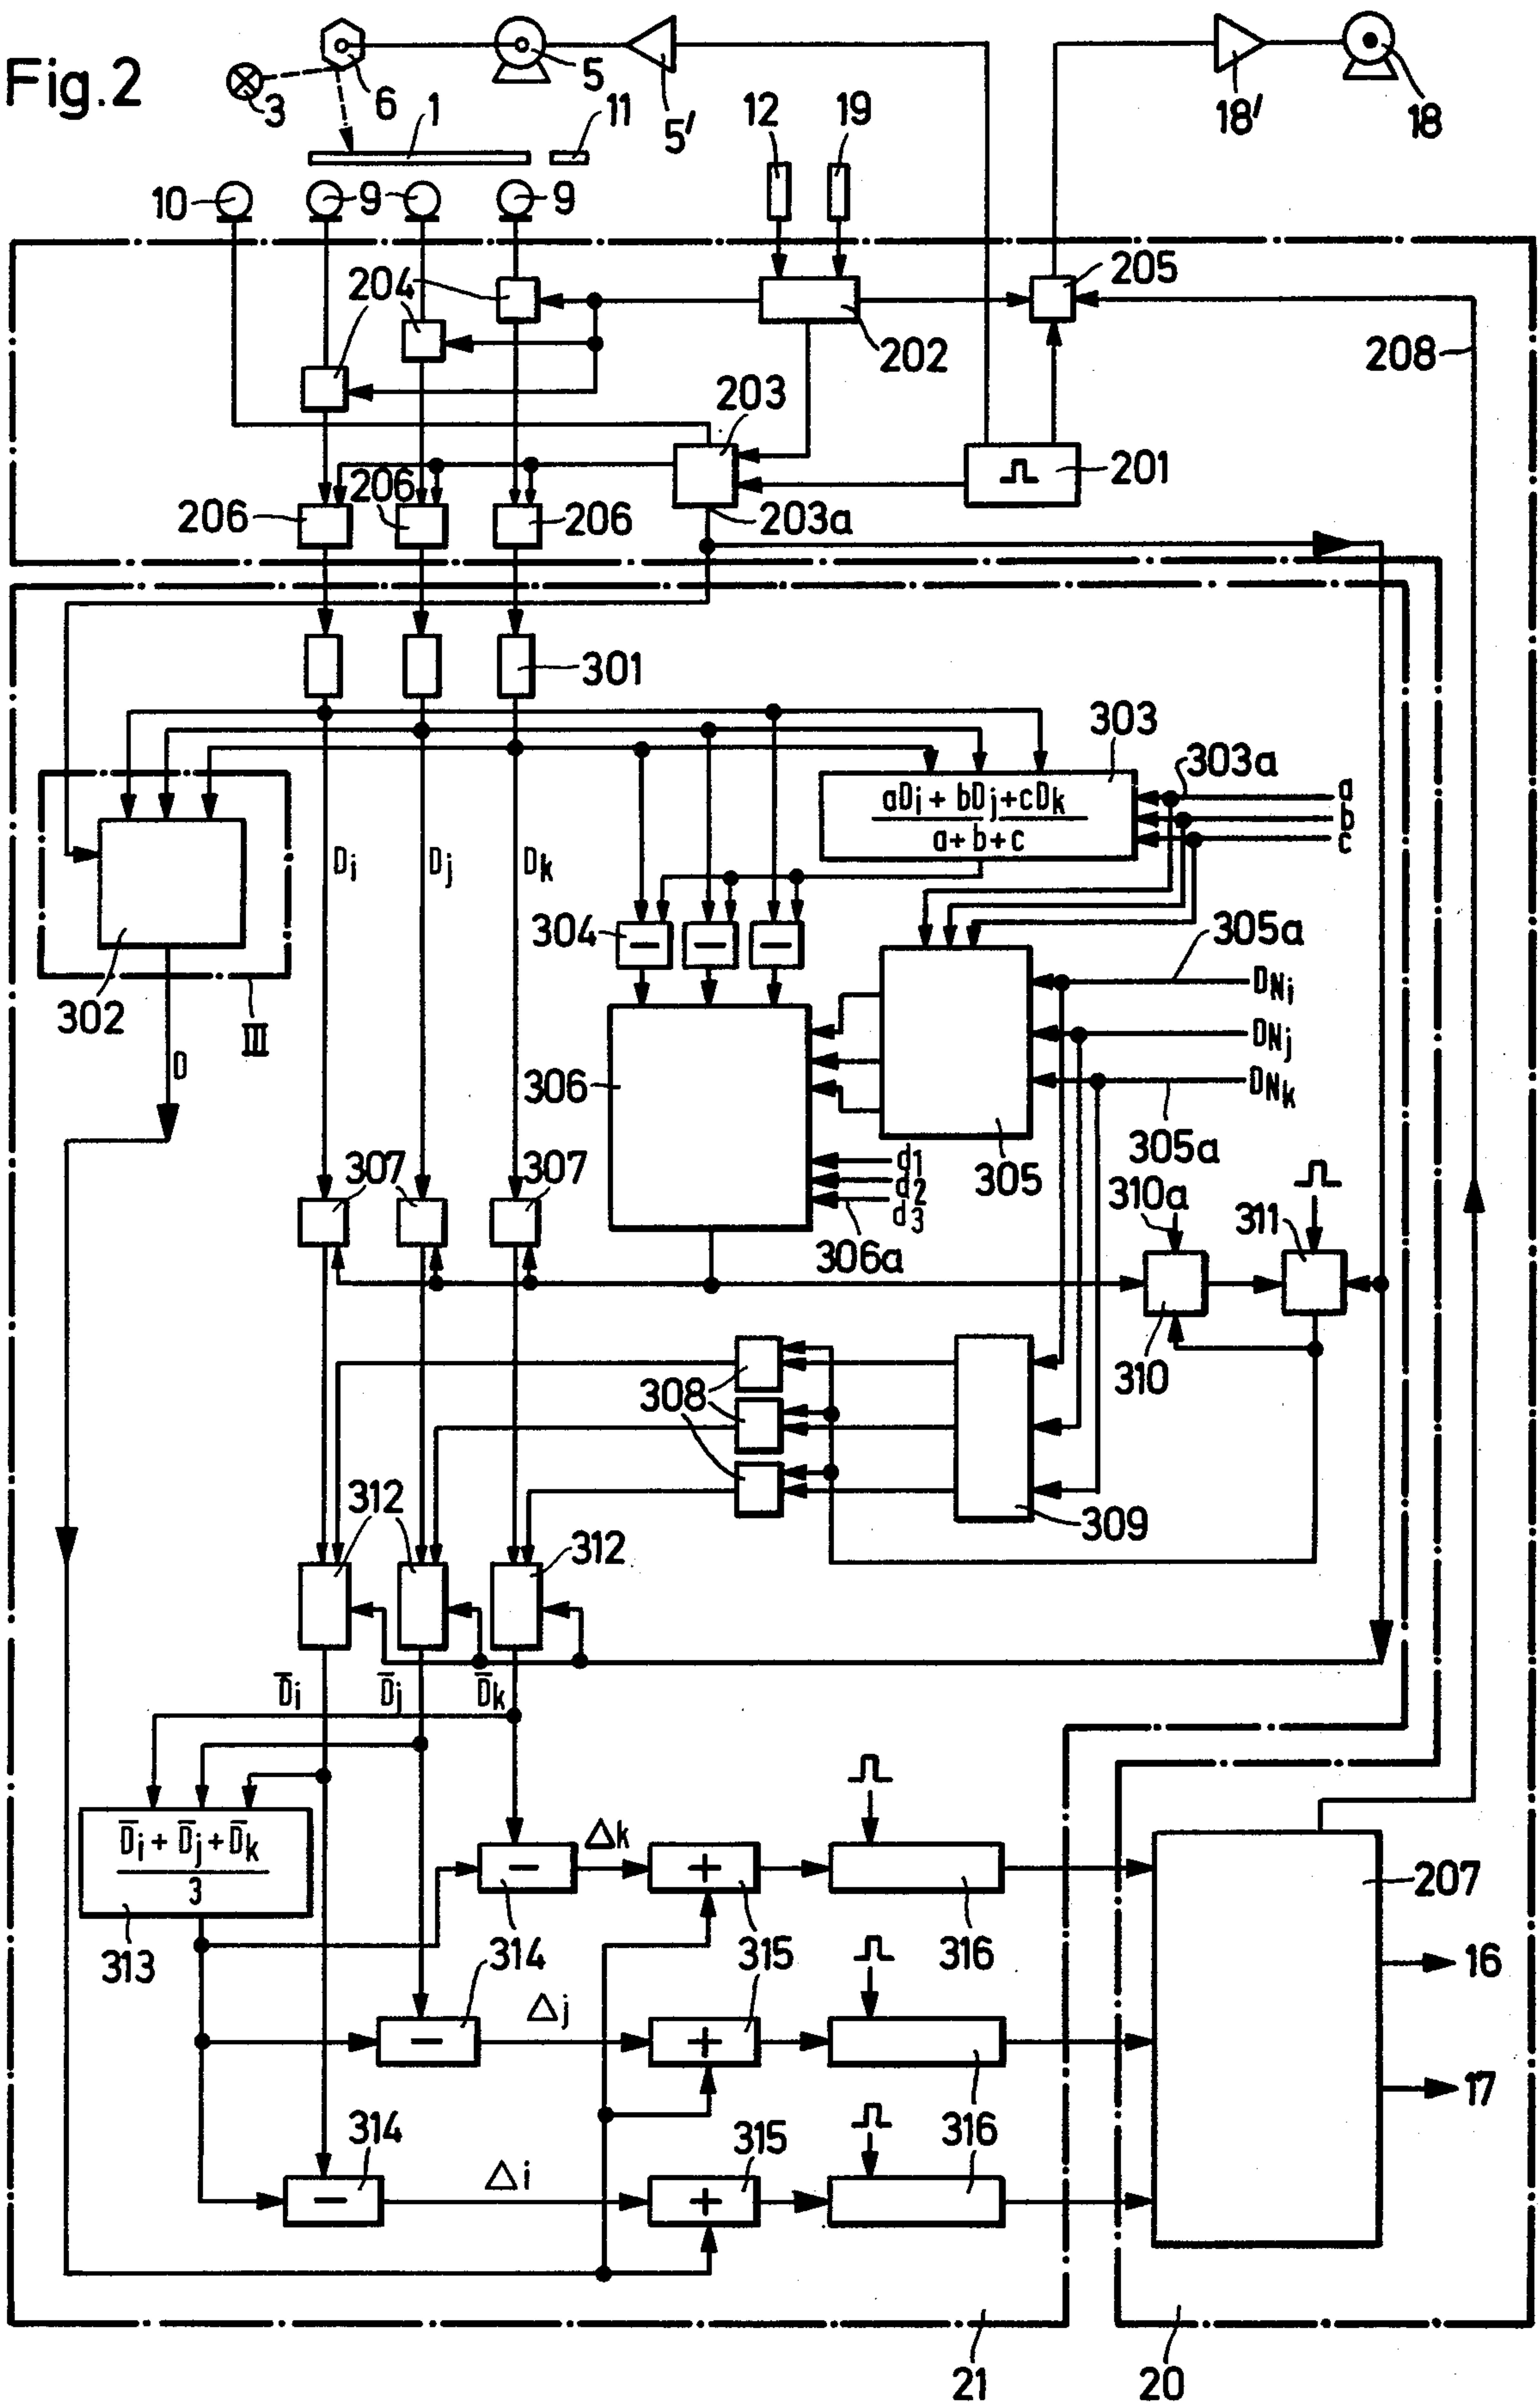 Fig.2
3
6
5
5'
18'
18
1
11
12
19
10
9
9
204
202
205
208
203
201
206
206
206
203a
301
303
303a
aDi + bDj + cDk
a + b + c
a
b
c
Di
Dj
Dk
304
302
III
D
305a
DNi
DNj
DNk
305a
306
305
d1
d2
d3
306a
307
307
310a
311
310
308
309
312
312
D̅i
D̅j
D̅k
D̅i + D̅j + D̅k
3
313
Δk
314
315
316
207
16
314
Δj
315
316
17
314
Δi
315
316
21
20